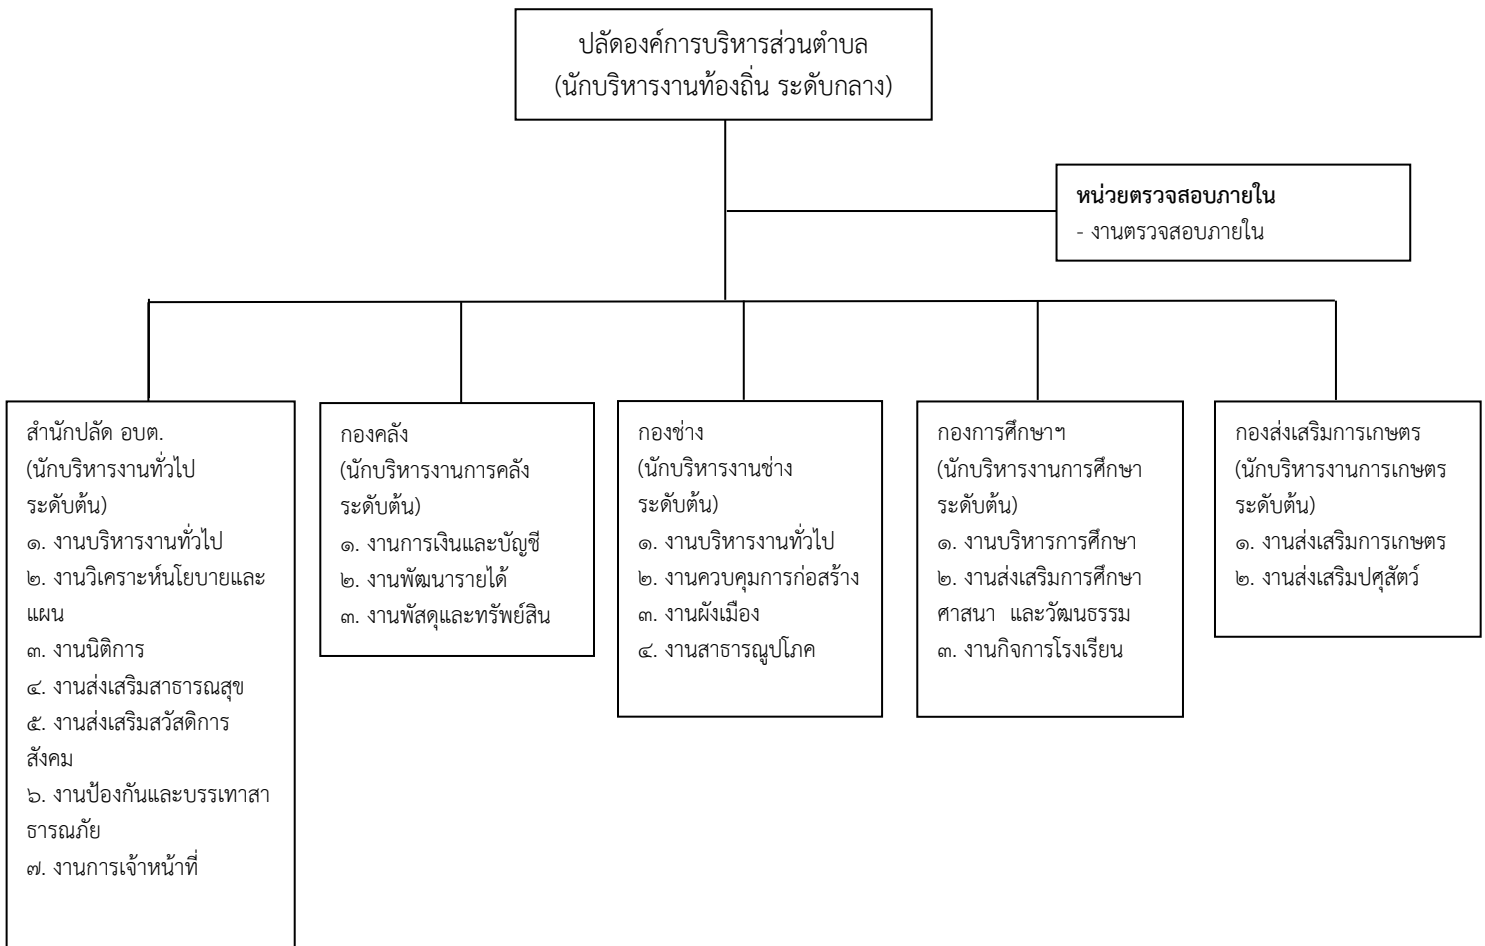 ปลัดองค์การบริหารส่วนตำบล
(นักบริหารงานท้องถิ่น ระดับกลาง)
หน่วยตรวจสอบภายใน
- งานตรวจสอบภายใน
สำนักปลัด อบต.
(นักบริหารงานทั่วไป
ระดับต้น)
๑. งานบริหารงานทั่วไป
๒. งานวิเคราะห์นโยบายและ
แผน
๓. งานนิติการ
๔. งานส่งเสริมสาธารณสุข
๕. งานส่งเสริมสวัสดิการ
สังคม
๖. งานป้องกันและบรรเทาสา
ธารณภัย
๗. งานการเจ้าหน้าที่
กองคลัง
(นักบริหารงานการคลัง
ระดับต้น)
๑. งานการเงินและบัญชี
๒. งานพัฒนารายได้
๓. งานพัสดุและทรัพย์สิน
กองช่าง
(นักบริหารงานช่าง
ระดับต้น)
๑. งานบริหารงานทั่วไป
๒. งานควบคุมการก่อสร้าง
๓. งานผังเมือง
๔. งานสาธารณูปโภค
กองการศึกษาฯ
(นักบริหารงานการศึกษา
ระดับต้น)
๑. งานบริหารการศึกษา
๒. งานส่งเสริมการศึกษา
ศาสนา และวัฒนธรรม
๓. งานกิจการโรงเรียน
กองส่งเสริมการเกษตร
(นักบริหารงานการเกษตร
ระดับต้น)
๑. งานส่งเสริมการเกษตร
๒. งานส่งเสริมปศุสัตว์